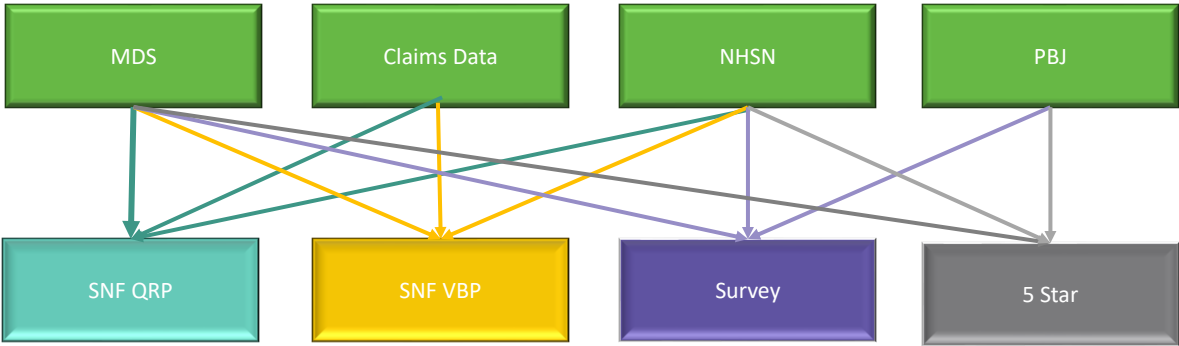 MDS
Claims Data
NHSN
PBJ
SNF QRP
SNF VBP
Survey
5 Star